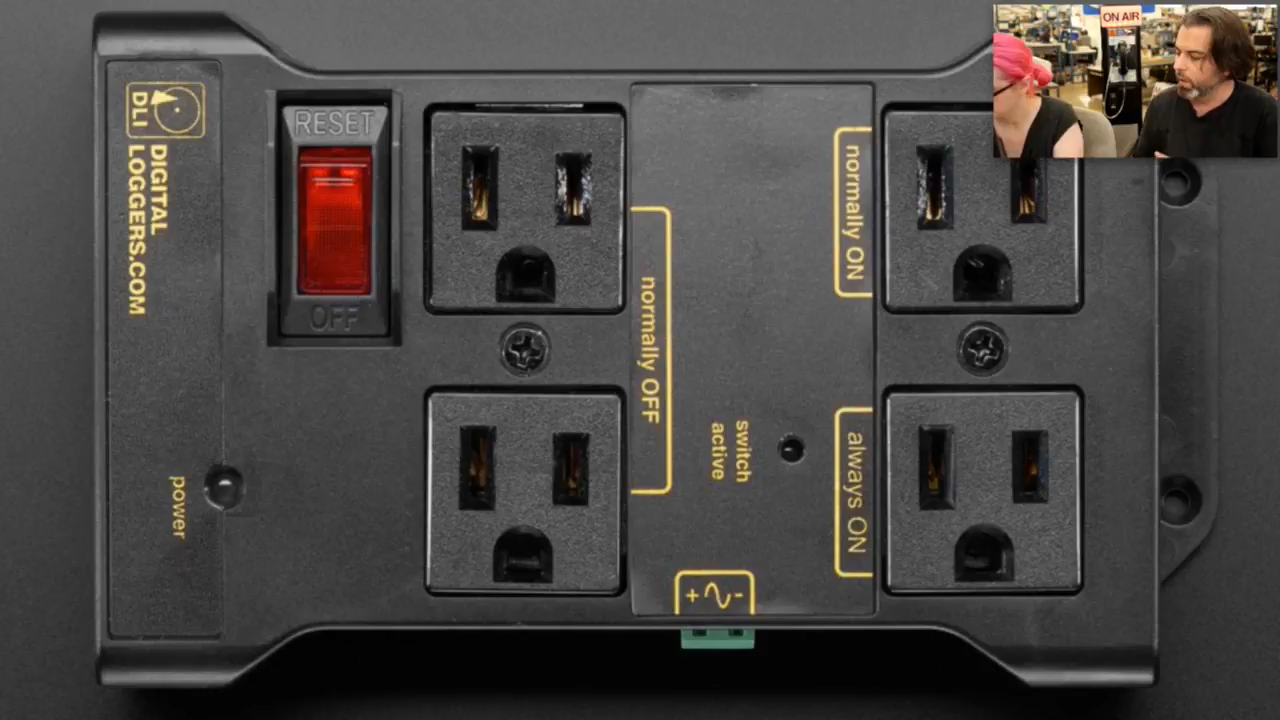 ON AIR
DLI
DIGITAL
LOGGERS.COM
RESET
OFF
normally OFF
normally ON
switch
active
always ON
power
+ -